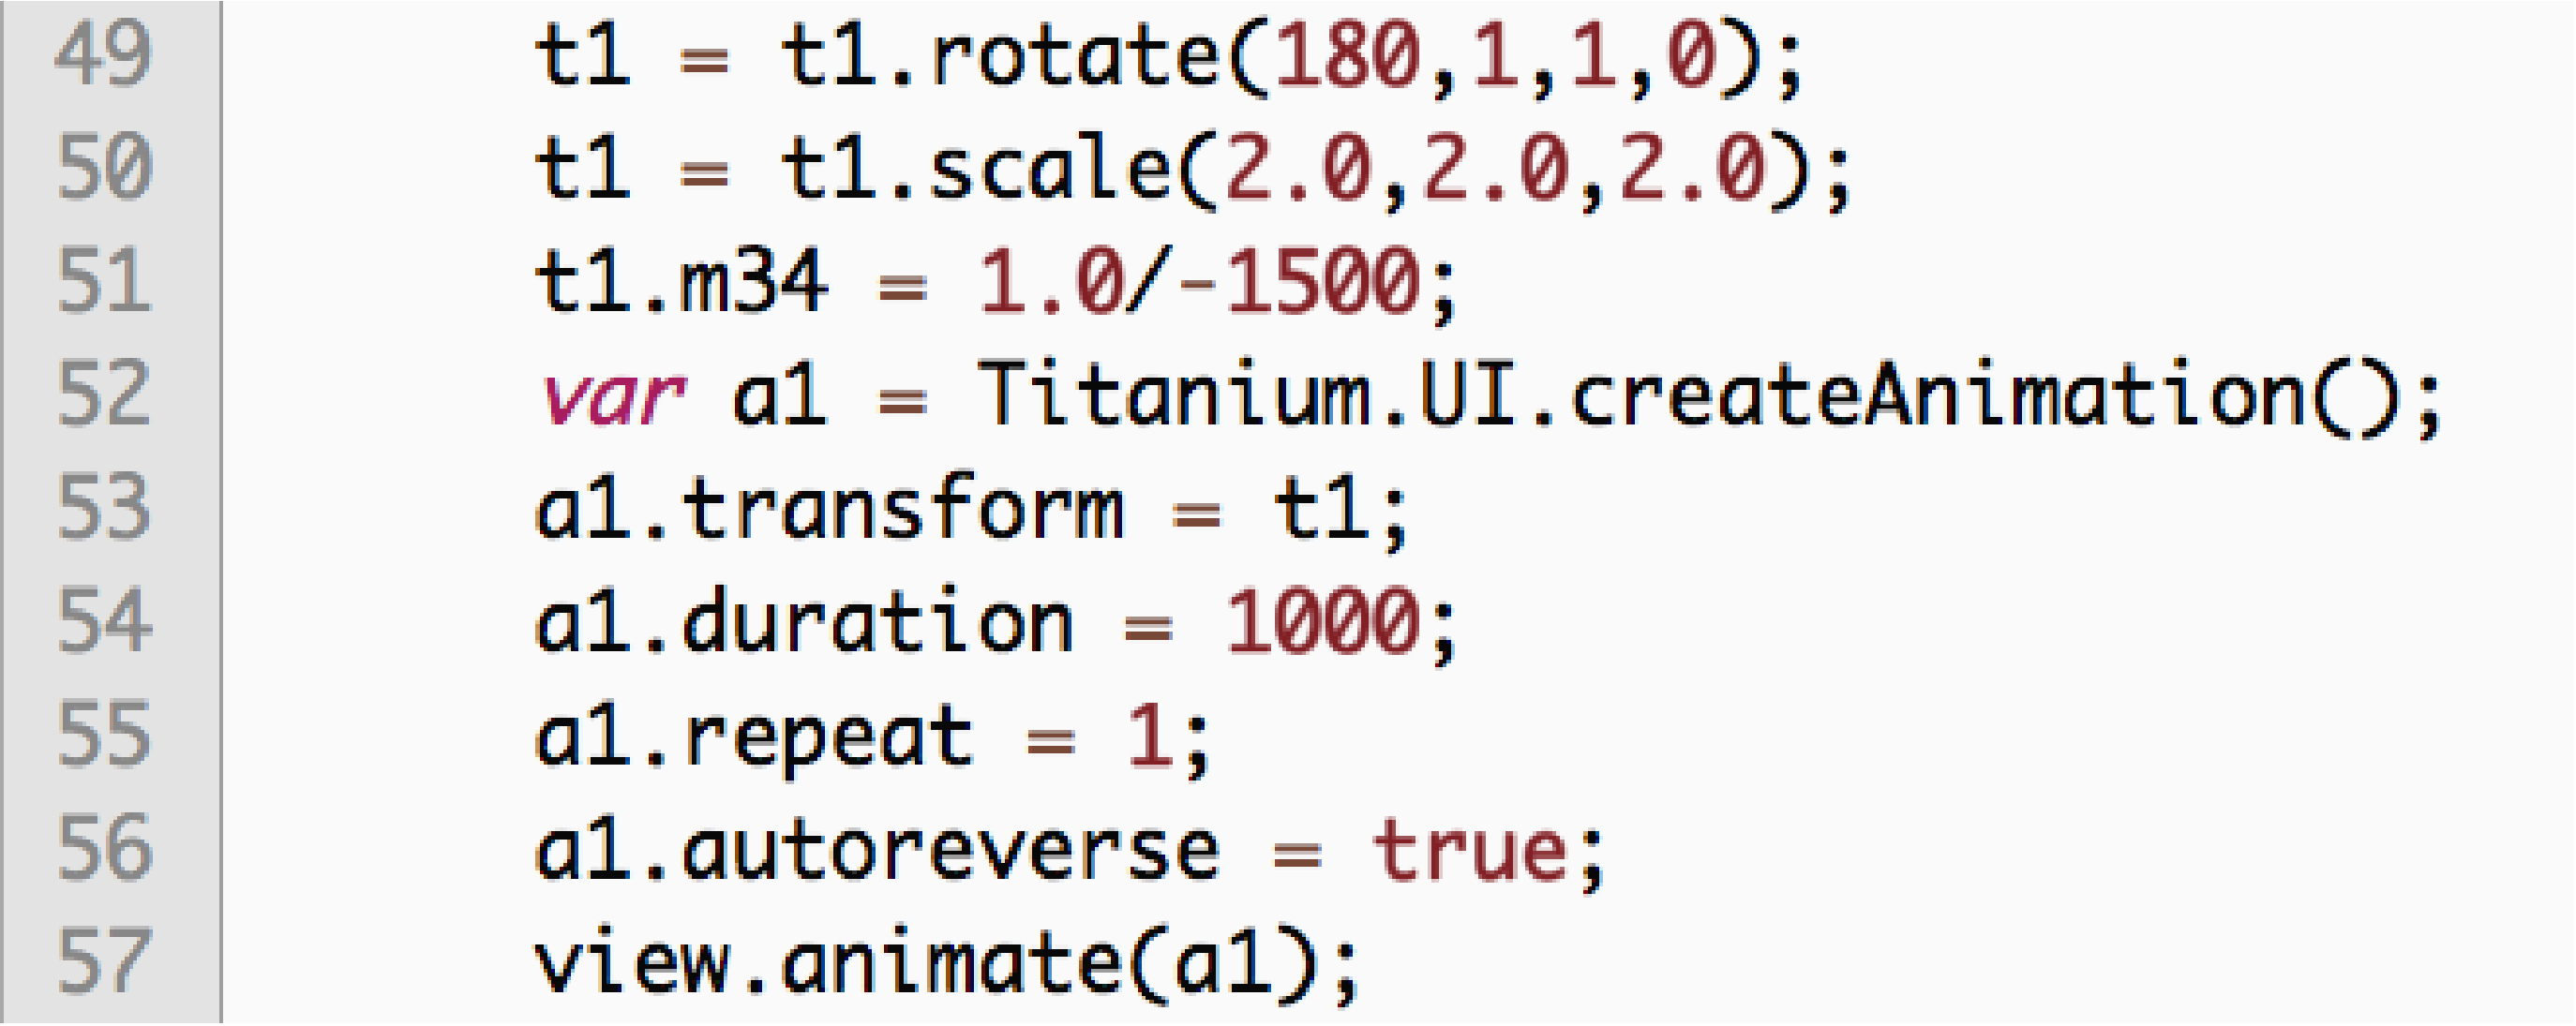 49 t1 = t1.rotate(180,1,1,0);
50 t1 = t1.scale(2.0,2.0,2.0);
51 t1.m34 = 1.0/-1500;
52 var a1 = Titanium.UI.createAnimation();
53 a1.transform = t1;
54 a1.duration = 1000;
55 a1.repeat = 1;
56 a1.autoreverse = true;
57 view.animate(a1);